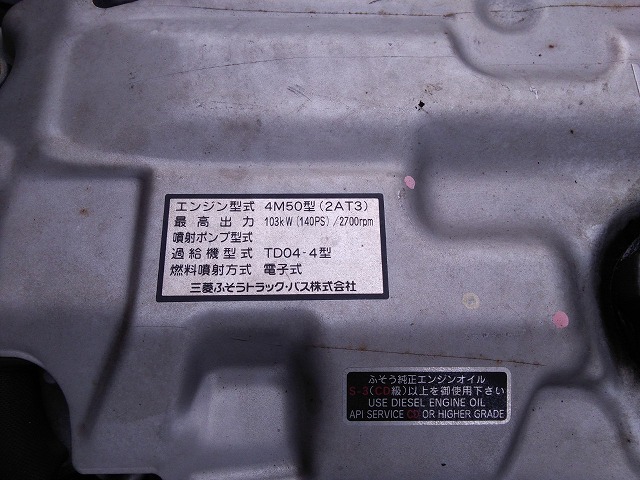 エンジン型式 4M50型(2AT3)
最高出力 103kW{140PS}/2700rpm
噴射ポンプ型式
過給機型式 TD04-4型
燃料噴射方式 電子式
三菱ふそうトラック・バス株式会社
ふそう純正エンジンオイル
S-3(CD級)以上を御使用下さい
USE DIESEL ENGINE OIL
API SERVICE CD OR HIGHER GRADE